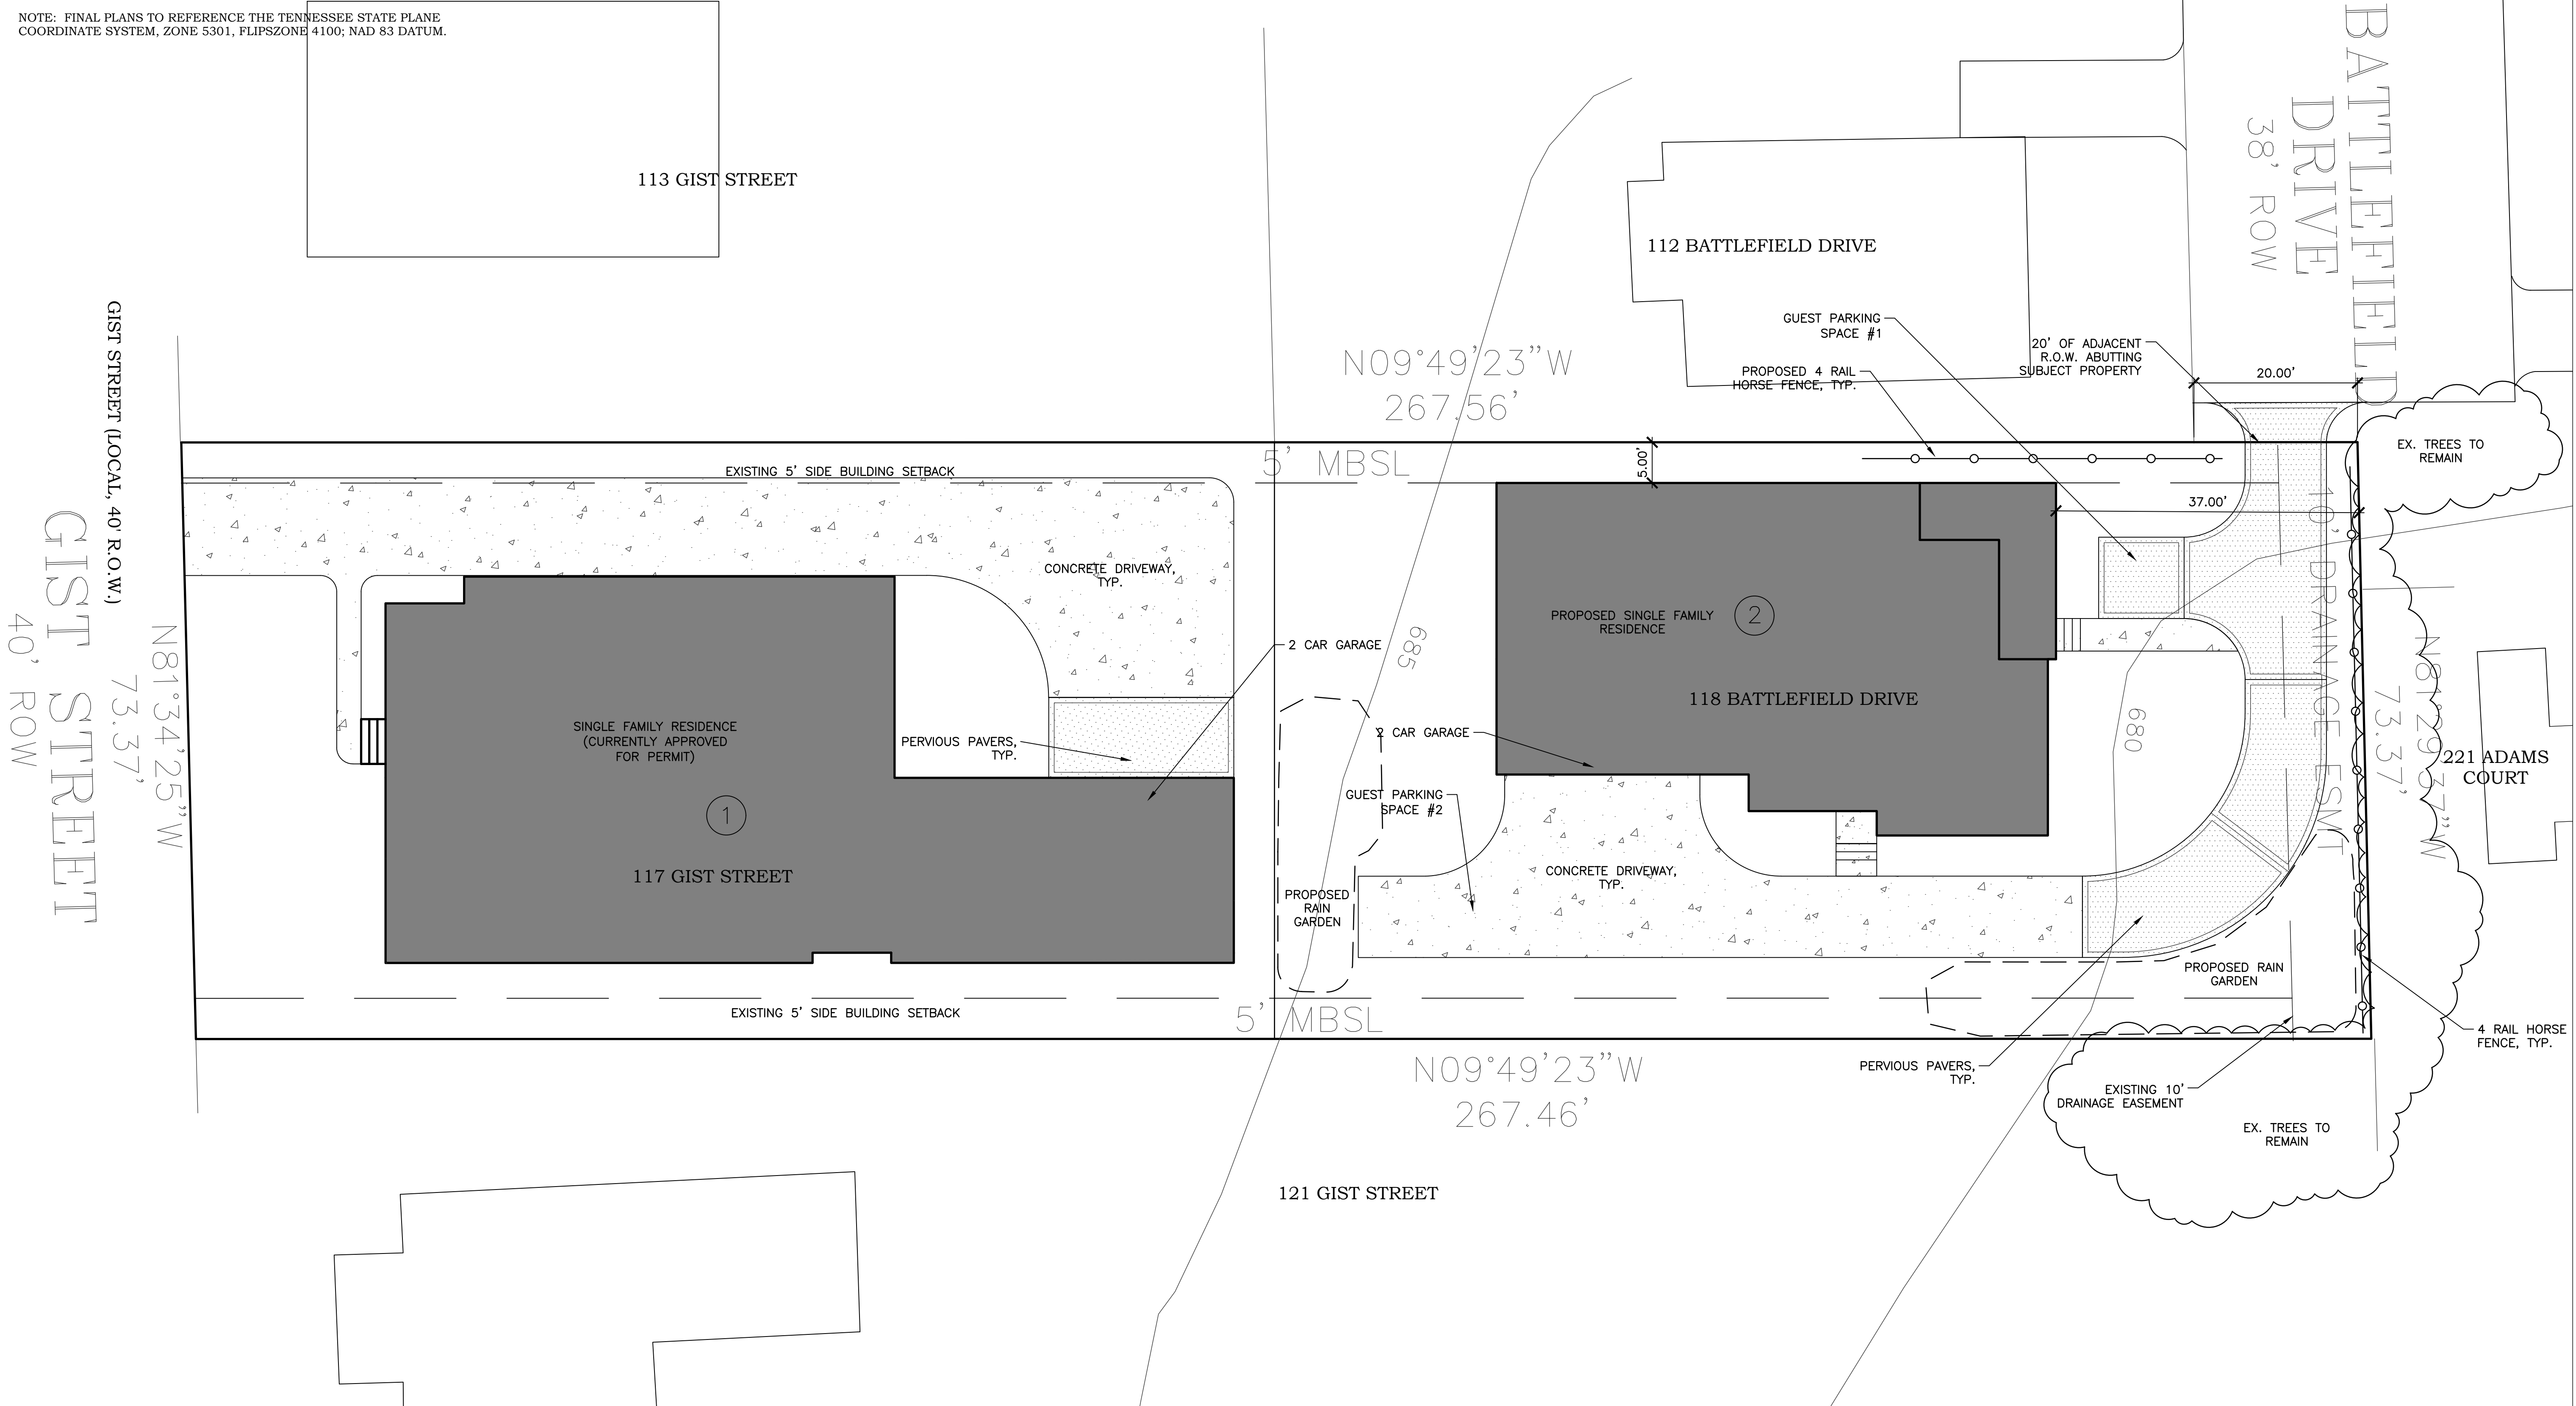 NOTE: FINAL PLANS TO REFERENCE THE TENNESSEE STATE PLANE
COORDINATE SYSTEM, ZONE 5301, FLIPSZONE 4100; NAD 83 DATUM.
113 GIST STREET
112 BATTLEFIELD DRIVE
BATTLEFIELD
DRIVE
38' ROW
GUEST PARKING
SPACE #1
PROPOSED 4 RAIL
HORSE FENCE, TYP.
20' OF ADJACENT
R.O.W. ABUTTING
SUBJECT PROPERTY
20.00'
N09°49'23"W
267.56'
EX. TREES TO
REMAIN
GIST STREET (LOCAL, 40' R.O.W.)
GIST STREET
40' ROW
N81°34'25"W
73.37'
EXISTING 5' SIDE BUILDING SETBACK
5' MBSL
5.00'
37.00'
10' DRAINAGE ESMT
CONCRETE DRIVEWAY,
TYP.
2 CAR GARAGE
685
PROPOSED SINGLE FAMILY
RESIDENCE
2
118 BATTLEFIELD DRIVE
680
N81°29'37"W
73.37'
221 ADAMS
COURT
SINGLE FAMILY RESIDENCE
(CURRENTLY APPROVED
FOR PERMIT)
PERVIOUS PAVERS,
TYP.
2 CAR GARAGE
GUEST PARKING
SPACE #2
1
117 GIST STREET
PROPOSED
RAIN
GARDEN
CONCRETE DRIVEWAY,
TYP.
PROPOSED RAIN
GARDEN
EXISTING 5' SIDE BUILDING SETBACK
5' MBSL
4 RAIL HORSE
FENCE, TYP.
N09°49'23"W
267.46'
PERVIOUS PAVERS,
TYP.
EXISTING 10'
DRAINAGE EASEMENT
EX. TREES TO
REMAIN
121 GIST STREET